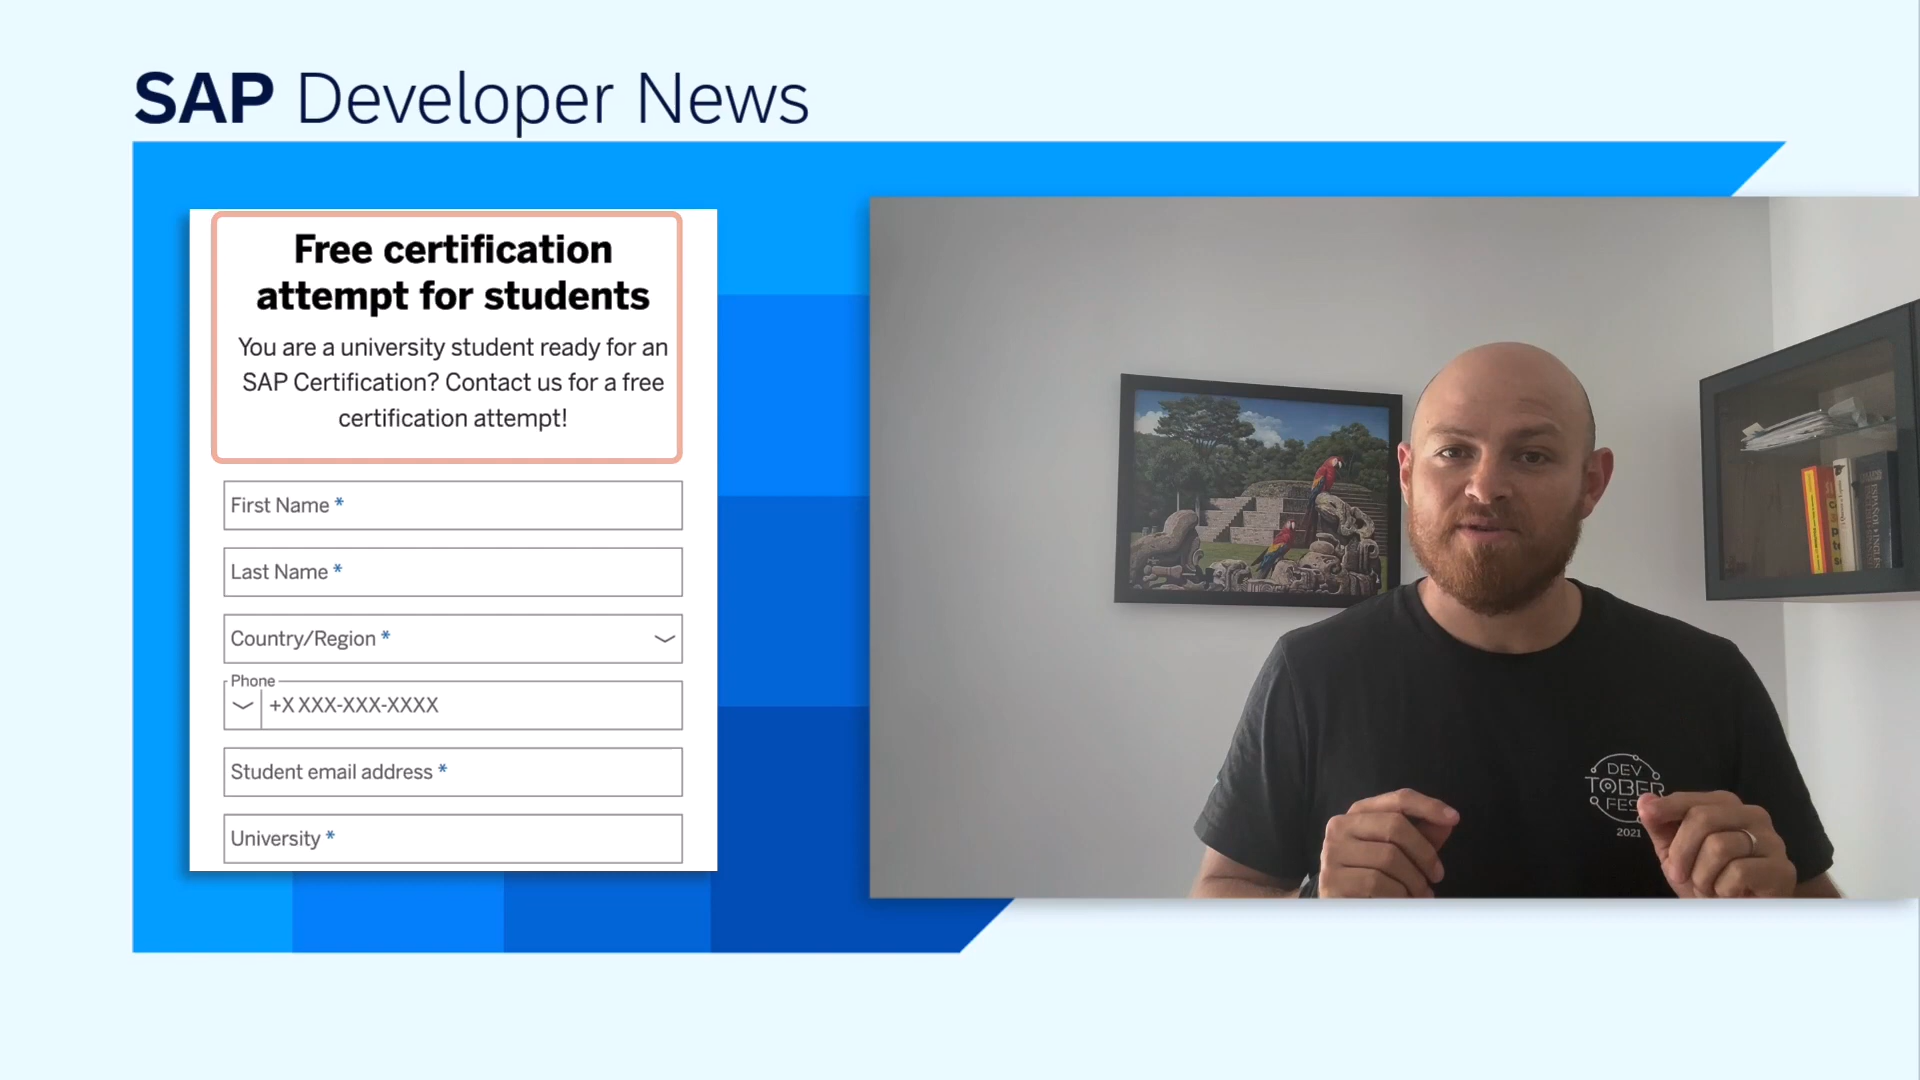 SAP Developer News
Free certification
attempt for students
You are a university student ready for an
SAP Certification? Contact us for a free
certification attempt!
First Name *
Last Name *
Country/Region *
Phone
+X XXX-XXX-XXXX
Student email address *
University *
DEV
TOBER
2021